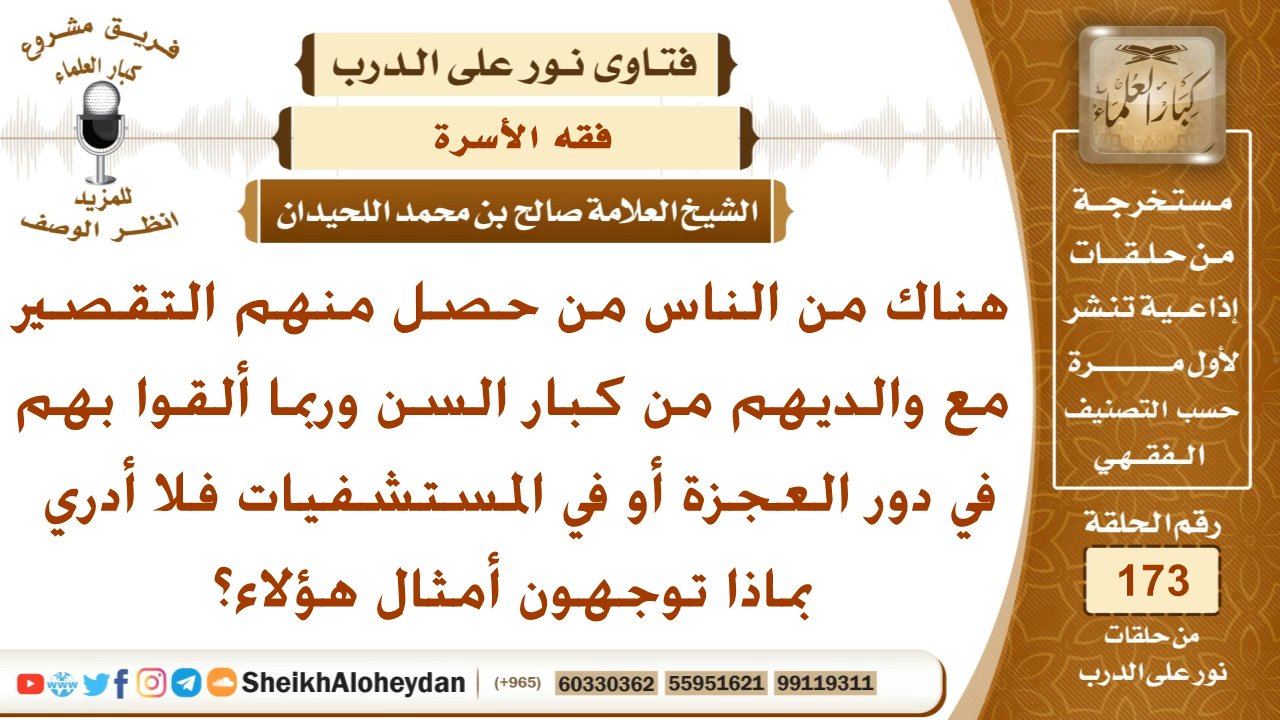 فريق مشروع
كبار العلماء
للمزيد
انظر الوصف
فتاوى نور على الدرب
فقه الأسرة
الشيخ العلامة صالح بن محمد اللحيدان
هناك من الناس من حصل منهم التقصير
مع والديهم من كبار السن وربما ألقوا بهم
في دور العجزة أو في المستشفيات فلا أدري
بماذا توجهون أمثال هؤلاء؟
كبار العلماء
مستخرجة
من حلقات
إذاعية تنشر
لأول مرة
حسب التصنيف
الفقهي
رقم الحلقة
173
من حلقات
نور على الدرب
www
SheikhAloheydan
(+965) 60330362 55951621 99119311